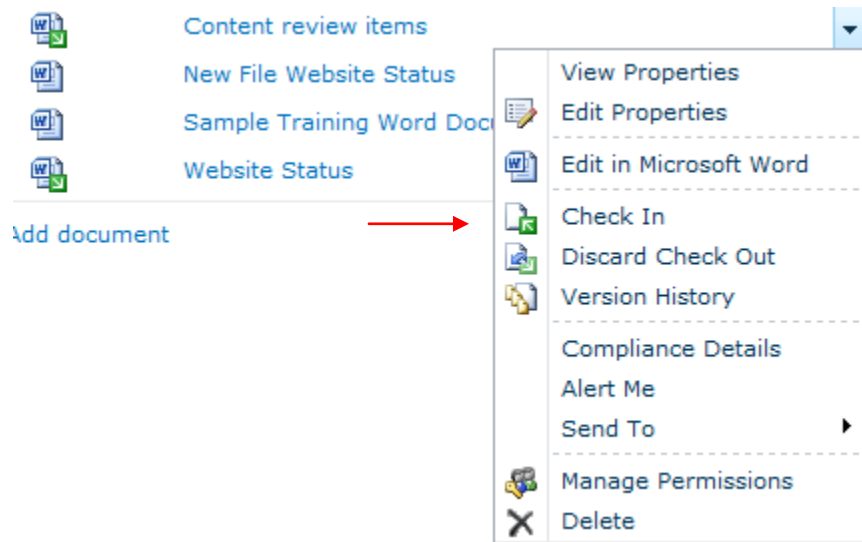 Content review items
New File Website Status
Sample Training Word Docu
Website Status
Add document
View Properties
Edit Properties
Edit in Microsoft Word
Check In
Discard Check Out
Version History
Compliance Details
Alert Me
Send To
Manage Permissions
Delete